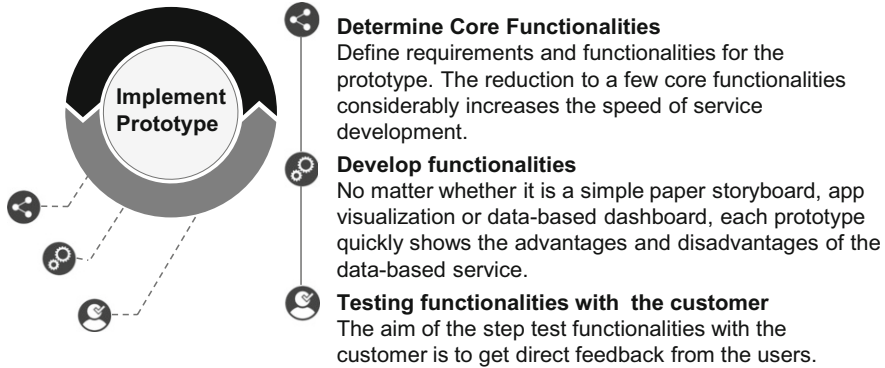 Implement
Prototype
Determine Core Functionalities
Define requirements and functionalities for the
prototype. The reduction to a few core functionalities
considerably increases the speed of service
development.
Develop functionalities
No matter whether it is a simple paper storyboard, app
visualization or data-based dashboard, each prototype
quickly shows the advantages and disadvantages of the
data-based service.
Testing functionalities with the customer
The aim of the step test functionalities with the
customer is to get direct feedback from the users.